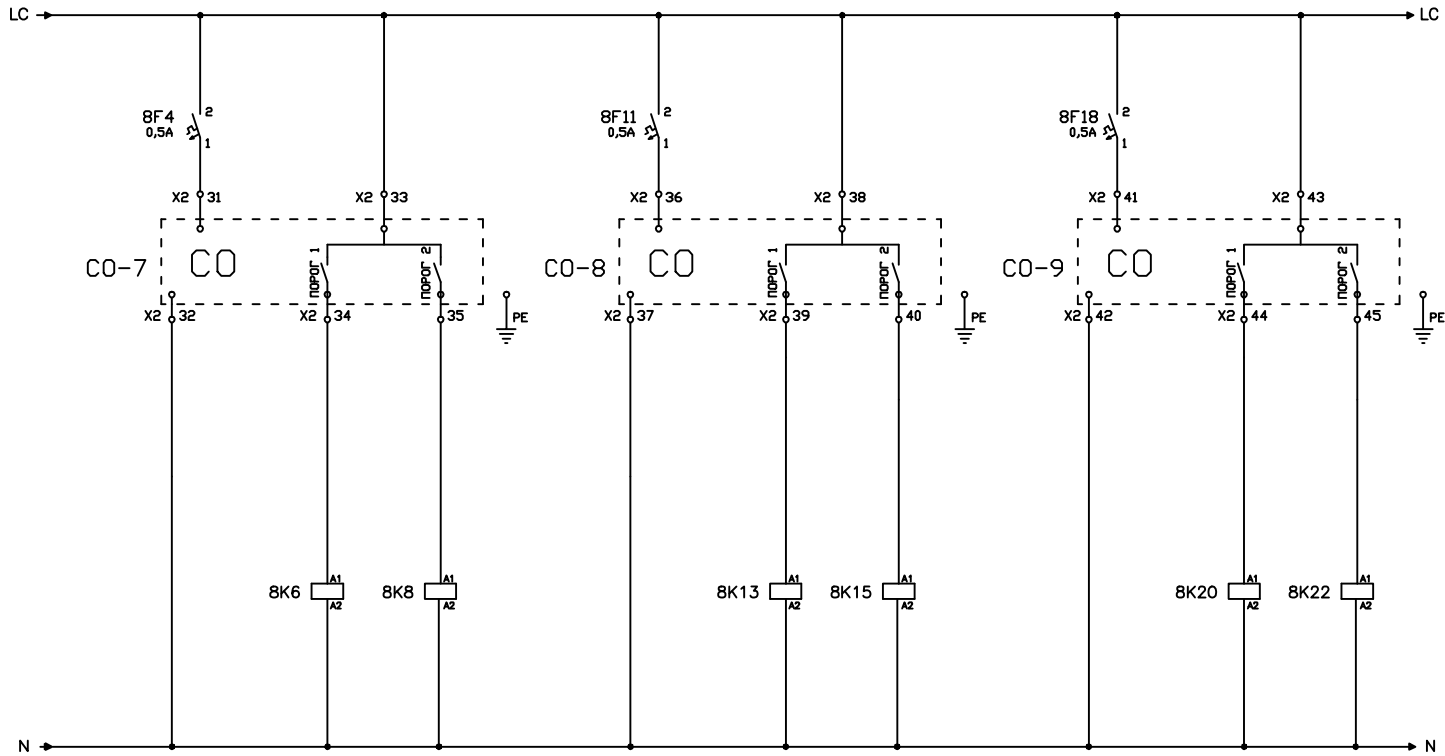 LC LC
8F4 2
0,5A 1
8F11 2
0,5A 1
8F18 2
0,5A 1
X2 31
X2 33
X2 36
X2 38
X2 41
X2 43
CO-7 CO ПОРОГ 1 ПОРОГ 2
CO-8 CO ПОРОГ 1 ПОРОГ 2
CO-9 CO ПОРОГ 1 ПОРОГ 2
X2 32
X2 34
35
PE
X2 37
X2 39
40
PE
X2 42
X2 44
45
PE
8K6 A1
A2
8K8 A1
A2
8K13 A1
A2
8K15 A1
A2
8K20 A1
A2
8K22 A1
A2
N N